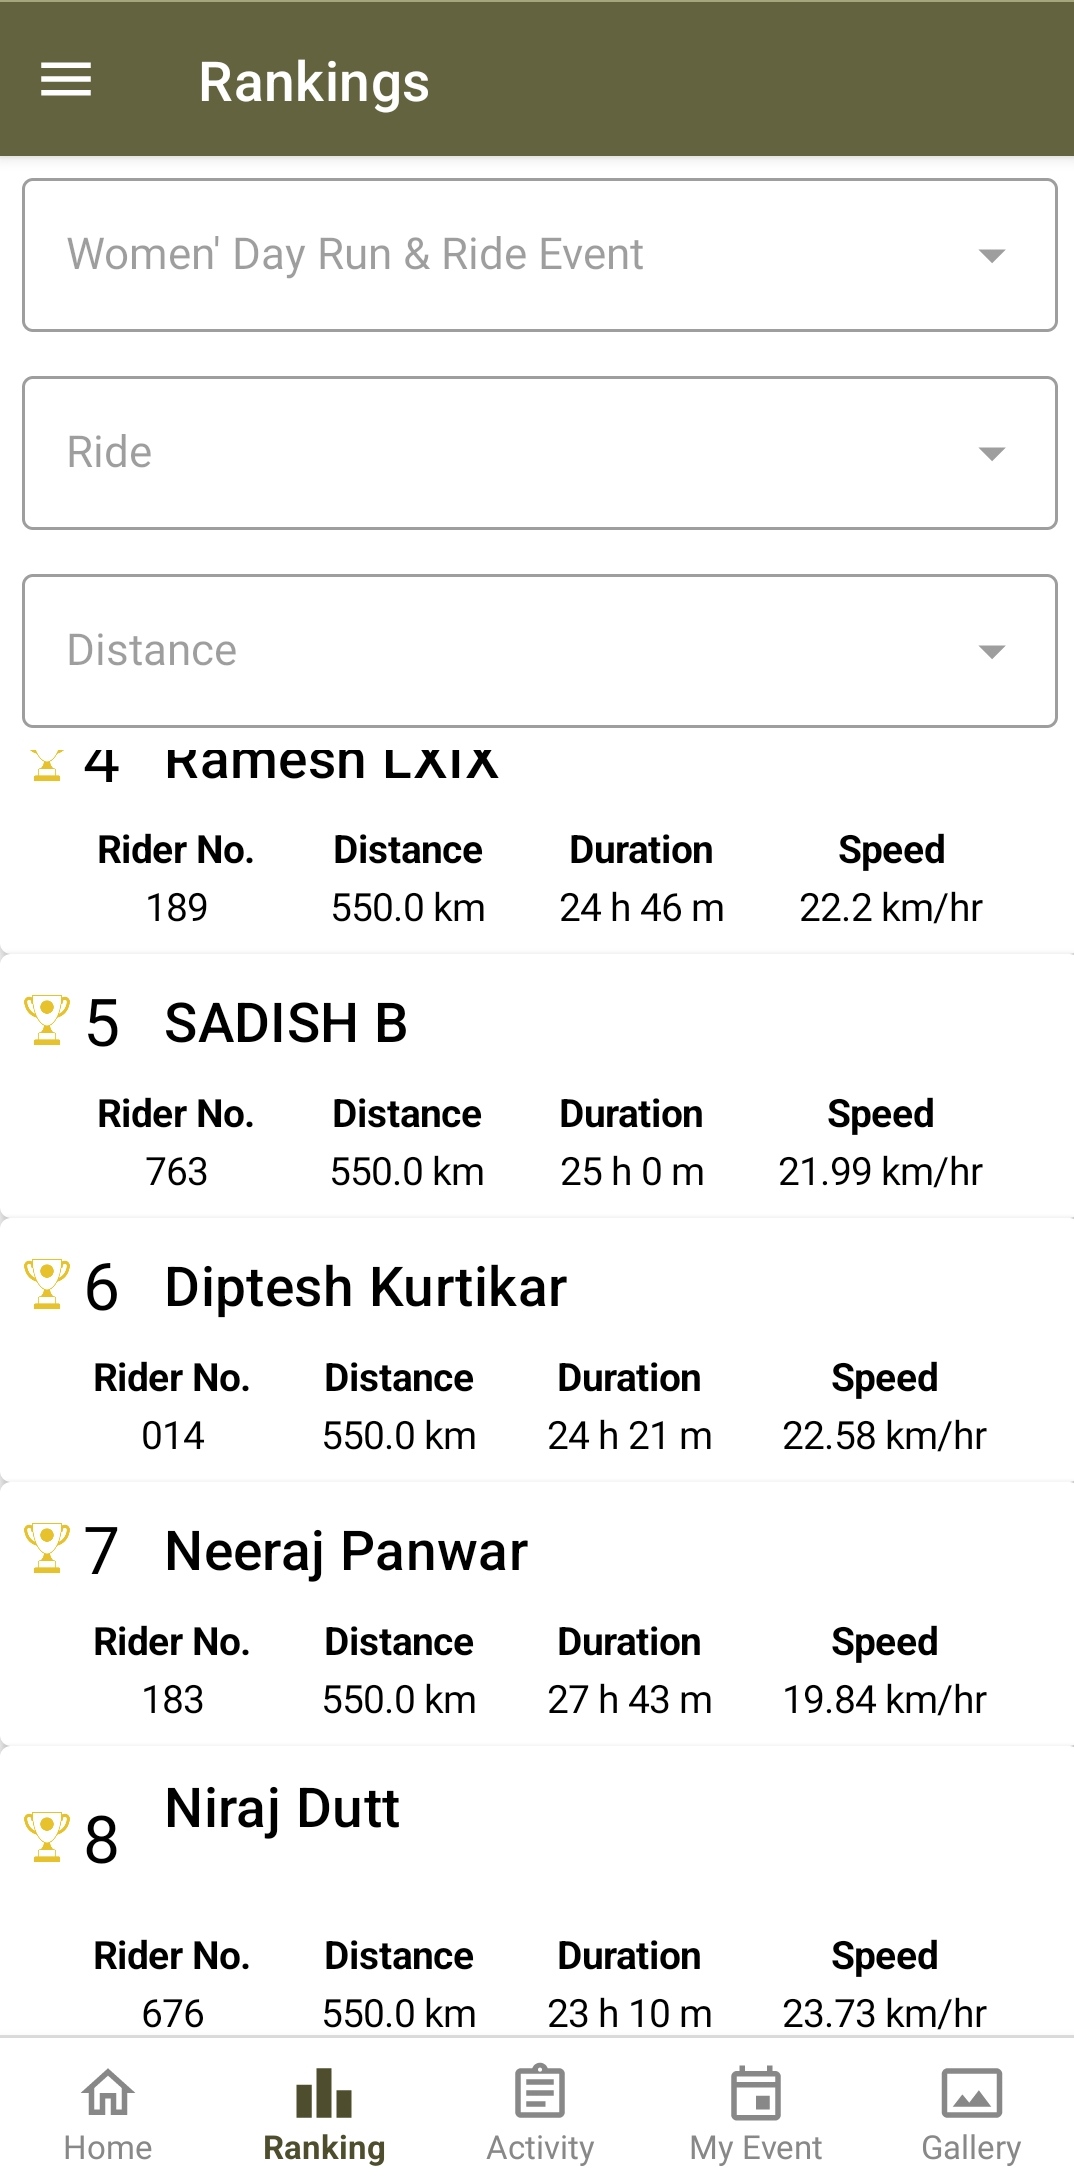 Rankings
Women' Day Run & Ride Event
Ride
Distance
4 Ramesh LXIX
Rider No. Distance Duration Speed
189 550.0 km 24 h 46 m 22.2 km/hr
5 SADISH B
Rider No. Distance Duration Speed
763 550.0 km 25 h 0 m 21.99 km/hr
6 Diptesh Kurtikar
Rider No. Distance Duration Speed
014 550.0 km 24 h 21 m 22.58 km/hr
7 Neeraj Panwar
Rider No. Distance Duration Speed
183 550.0 km 27 h 43 m 19.84 km/hr
8 Niraj Dutt
Rider No. Distance Duration Speed
676 550.0 km 23 h 10 m 23.73 km/hr
Home Ranking Activity My Event Gallery